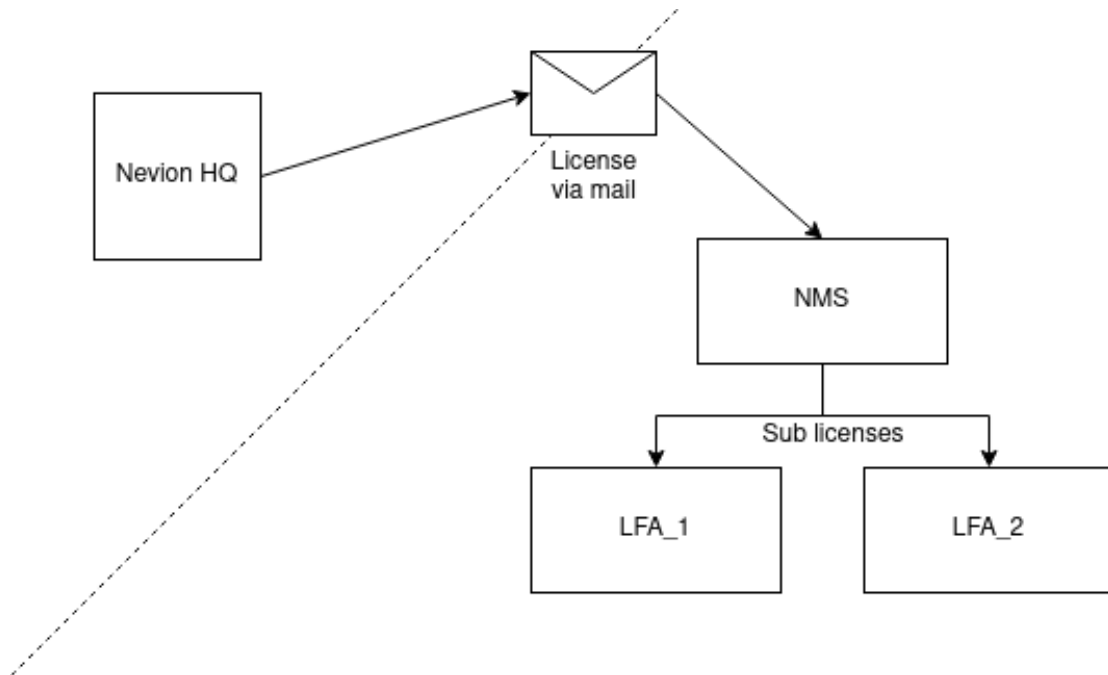 Nevion HQ
License
via mail
NMS
Sub licenses
LFA_1
LFA_2